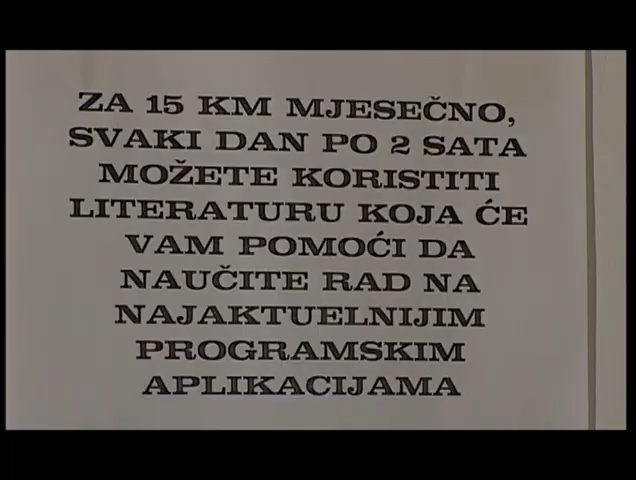 ZA 15 KM MJESEČNO,
SVAKI DAN PO 2 SATA
MOŽETE KORISTITI
LITERATURU KOJA ĆE
VAM POMOĆI DA
NAUČITE RAD NA
NAJAKTUELNIJIM
PROGRAMSKIM
APLIKACIJAMA